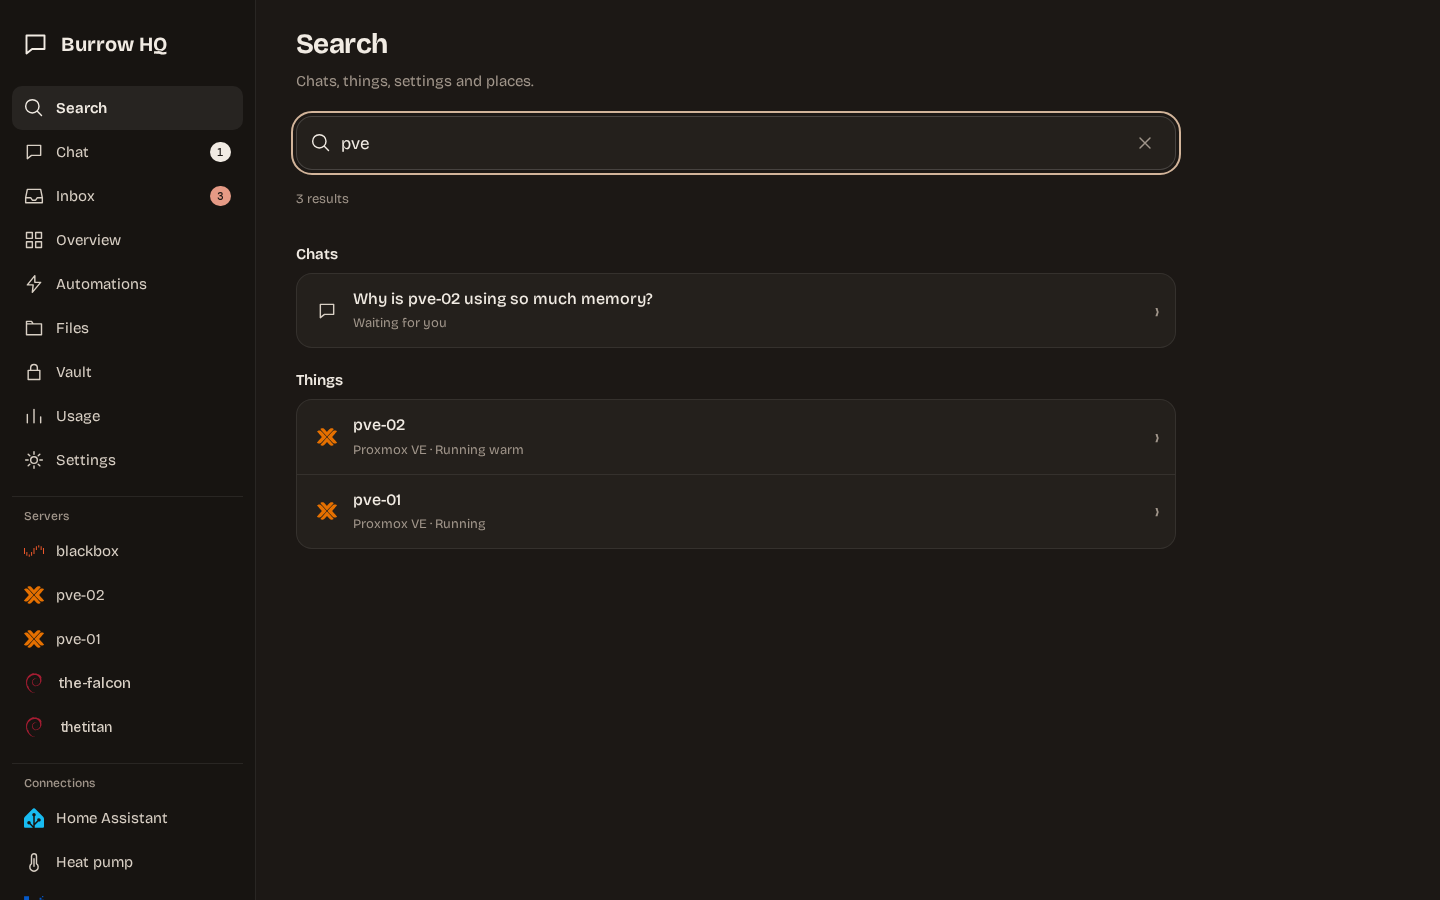 Burrow HQ
Search
Chat
1
Inbox
3
Overview
Automations
Files
Vault
Usage
Settings
Servers
blackbox
pve-02
pve-01
the-falcon
thetitan
Connections
Home Assistant
Heat pump
Search
Chats, things, settings and places.
pve
3 results
Chats
Why is pve-02 using so much memory?
Waiting for you
Things
pve-02
Proxmox VE · Running warm
pve-01
Proxmox VE · Running